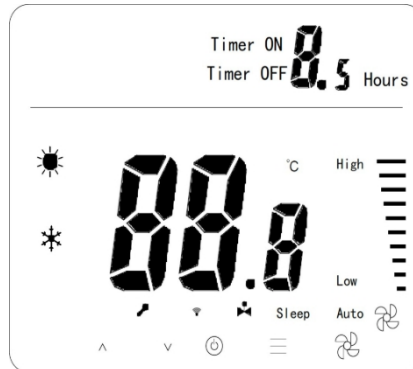 Timer ON
Timer OFF 8.5 Hours
88.8 °C
High
Low
Sleep Auto